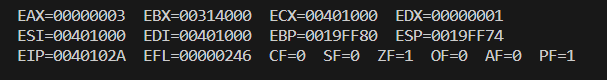 EAX=00000003 EBX=00314000 ECX=00401000 EDX=00000001
ESI=00401000 EDI=00401000 EBP=0019FF80 ESP=0019FF74
EIP=0040102A EFL=00000246 CF=0 SF=0 ZF=1 OF=0 AF=0 PF=1